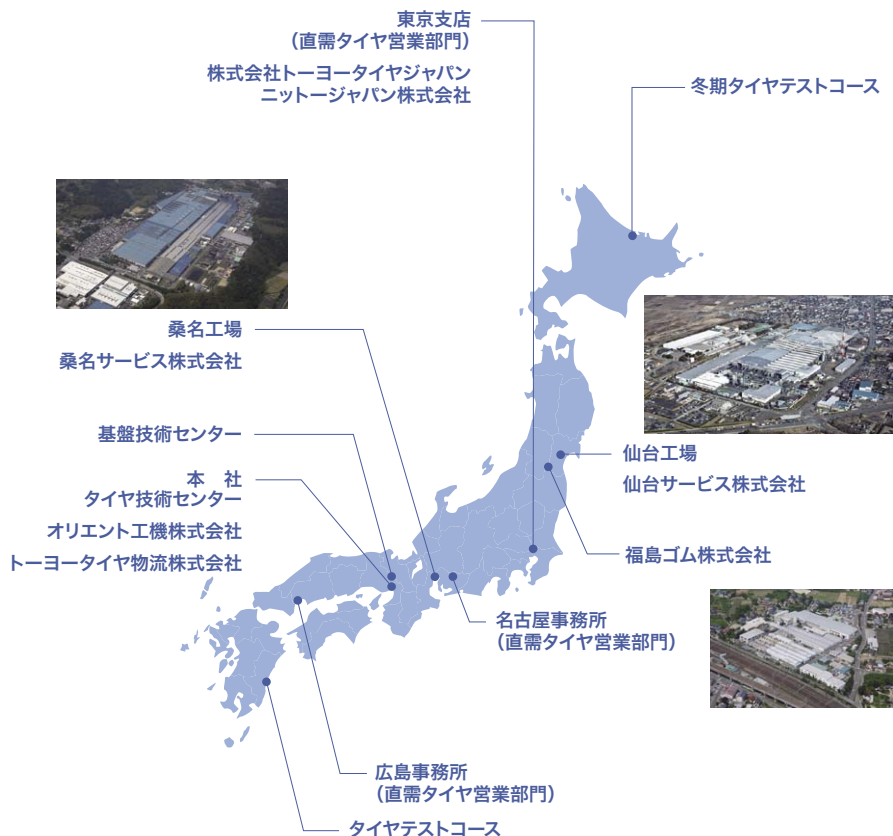 東京支店
（直需タイヤ営業部門）
株式会社トーヨータイヤジャパン
ニットージャパン株式会社
冬期タイヤテストコース
桑名工場
桑名サービス株式会社
基盤技術センター
本　社
タイヤ技術センター
オリエント工機株式会社
トーヨータイヤ物流株式会社
仙台工場
仙台サービス株式会社
福島ゴム株式会社
名古屋事務所
（直需タイヤ営業部門）
広島事務所
（直需タイヤ営業部門）
タイヤテストコース